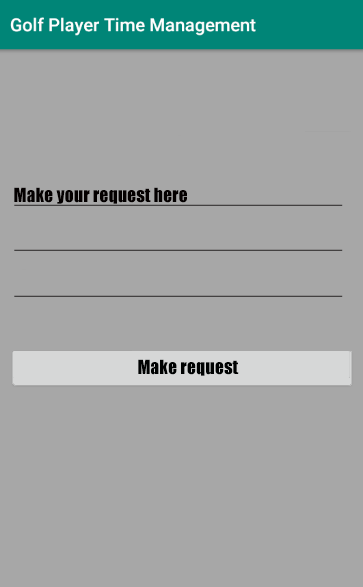 Golf Player Time Management
Make your request here
Make request